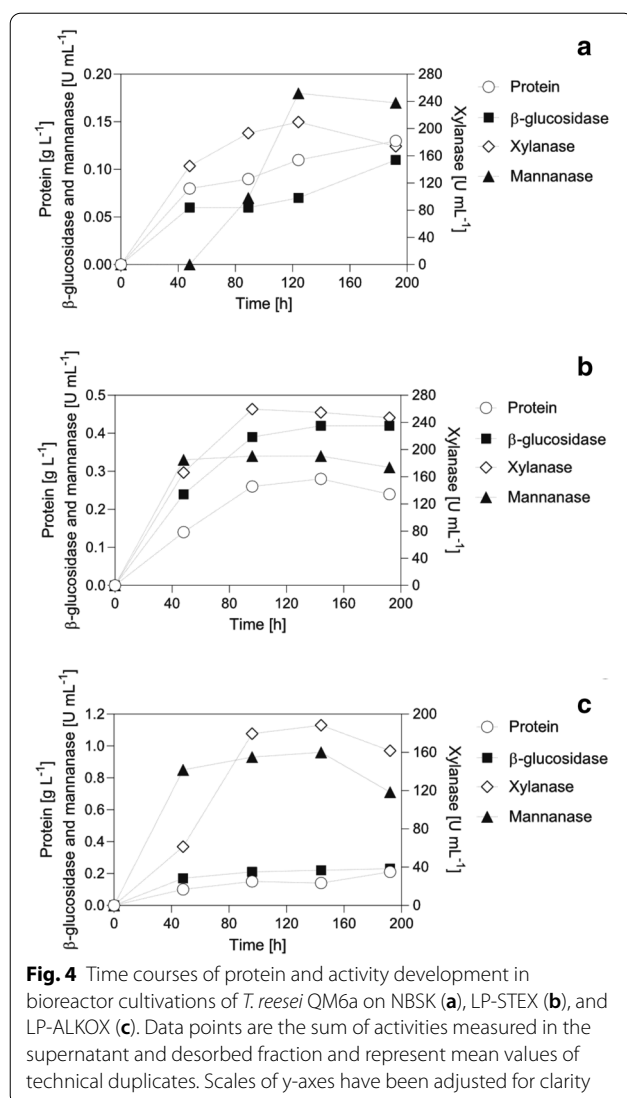 a
Protein [g L-1]
β-glucosidase and mannanase [U mL-1]
0.20
0.15
0.10
0.05
0.00
280
240
200
160
120
80
40
0
Xylanase [U mL-1]
0 40 80 120 160 200
Time [h]
Protein
β-glucosidase
Xylanase
Mannanase
b
Protein [g L-1]
β-glucosidase and mannanase [U mL-1]
0.5
0.4
0.3
0.2
0.1
0.0
280
240
200
160
120
80
40
0
Xylanase [U mL-1]
0 40 80 120 160 200
Time [h]
Protein
β-glucosidase
Xylanase
Mannanase
c
Protein [g L-1]
β-glucosidase and mannanase [U mL-1]
1.2
1.0
0.8
0.6
0.4
0.2
0.0
200
160
120
80
40
0
Xylanase [U mL-1]
0 40 80 120 160 200
Time [h]
Protein
β-glucosidase
Xylanase
Mannanase
Fig. 4 Time courses of protein and activity development in
bioreactor cultivations of T. reesei QM6a on NBSK (a), LP-STEX (b), and
LP-ALKOX (c). Data points are the sum of activities measured in the
supernatant and desorbed fraction and represent mean values of
technical duplicates. Scales of y-axes have been adjusted for clarity